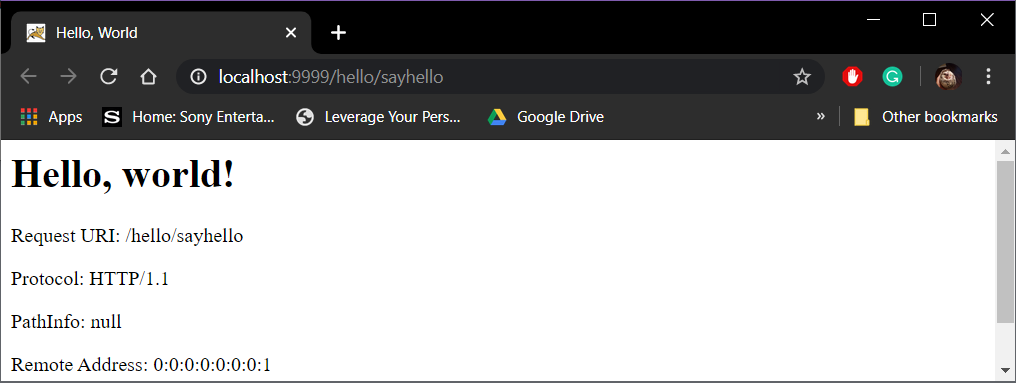 Hello, World
localhost:9999/hello/sayhello
Apps S Home: Sony Enterta... Leverage Your Pers... Google Drive » Other bookmarks
Hello, world!
Request URI: /hello/sayhello
Protocol: HTTP/1.1
PathInfo: null
Remote Address: 0:0:0:0:0:0:0:1